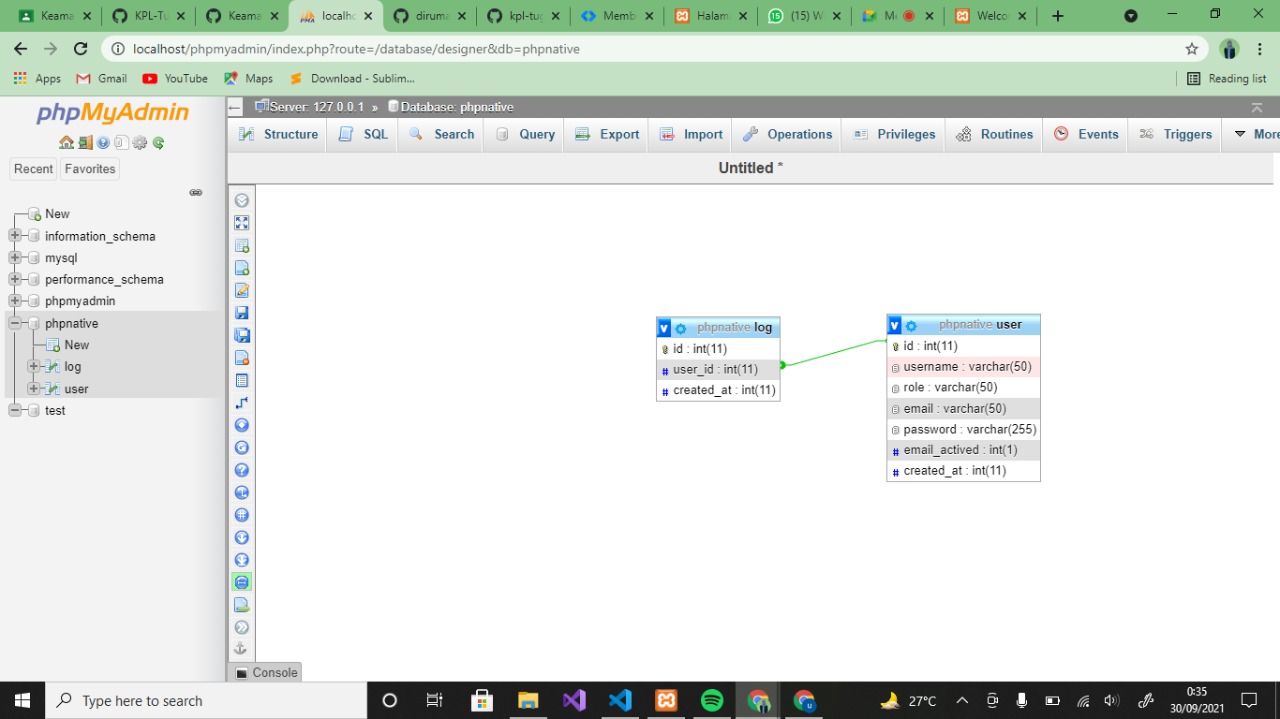 Keama
KPL-Tu
Keama
localho
diruma
kpl-tug
Memb
Halam
(15) W
Me
Welco
localhost/phpmyadmin/index.php?route=/database/designer&db=phpnative
Apps
Gmail
YouTube
Maps
Download - Sublim...
Reading list
phpMyAdmin
Server: 127.0.0.1 » Database: phpnative
Structure
SQL
Search
Query
Export
Import
Operations
Privileges
Routines
Events
Triggers
More
Recent
Favorites
Untitled *
New
information_schema
mysql
performance_schema
phpmyadmin
phpnative
New
log
user
test
phpnative log
id : int(11)
user_id : int(11)
created_at : int(11)
phpnative user
id : int(11)
username : varchar(50)
role : varchar(50)
email : varchar(50)
password : varchar(255)
email_actived : int(1)
created_at : int(11)
Console
Type here to search
27°C
0:35
30/09/2021